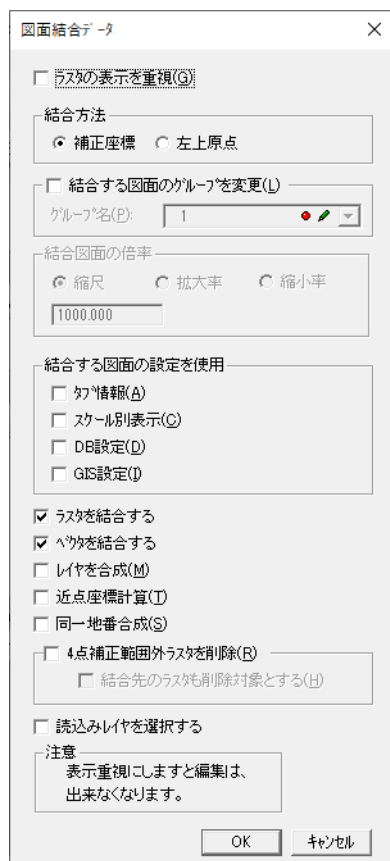 図面結合ﾃﾞｰﾀ
ﾗｽﾀの表示を重視(G)
結合方法
補正座標 左上原点
結合する図面のｸﾞﾙｰﾌﾟを変更(L)
ｸﾞﾙｰﾌﾟ名(P): 1
結合図面の倍率
縮尺 拡大率 縮小率
1000.000
結合する図面の設定を使用
ﾀﾌﾞ情報(A)
ｽｹｰﾙ別表示(C)
DB設定(D)
GIS設定(I)
ﾗｽﾀを結合する
ﾍﾞｸﾀを結合する
ﾚｲﾔを合成(M)
近点座標計算(T)
同一地番合成(S)
4点補正範囲外ﾗｽﾀを削除(R)
結合先のﾗｽﾀも削除対象とする(H)
読込みﾚｲﾔを選択する
注意
表示重視にしますと編集は、
出来なくなります。
OK ｷｬﾝｾﾙ